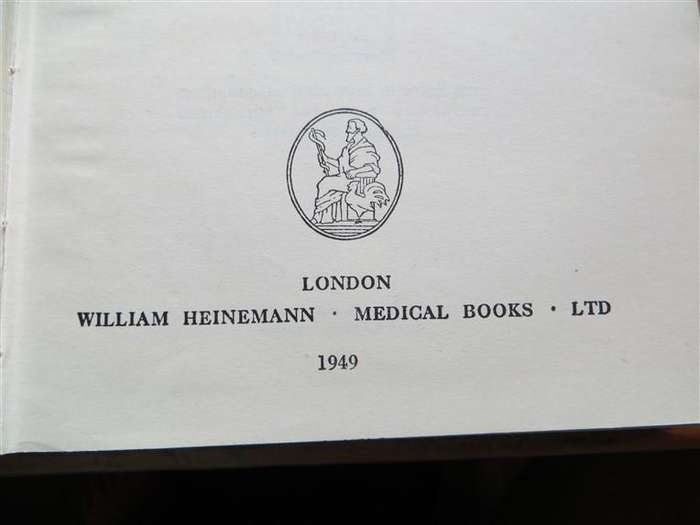 LONDON
WILLIAM HEINEMANN · MEDICAL BOOKS · LTD
1949